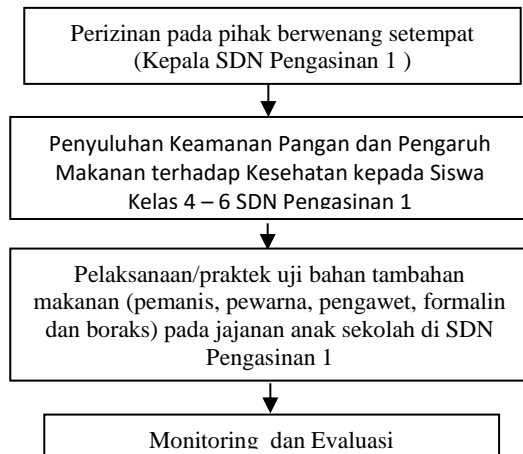 Perizinan pada pihak berwenang setempat
(Kepala SDN Pengasinan 1 )
Penyuluhan Keamanan Pangan dan Pengaruh
Makanan terhadap Kesehatan kepada Siswa
Kelas 4 – 6 SDN Pengasinan 1
Pelaksanaan/praktek uji bahan tambahan
makanan (pemanis, pewarna, pengawet, formalin
dan boraks) pada jajanan anak sekolah di SDN
Pengasinan 1
Monitoring dan Evaluasi